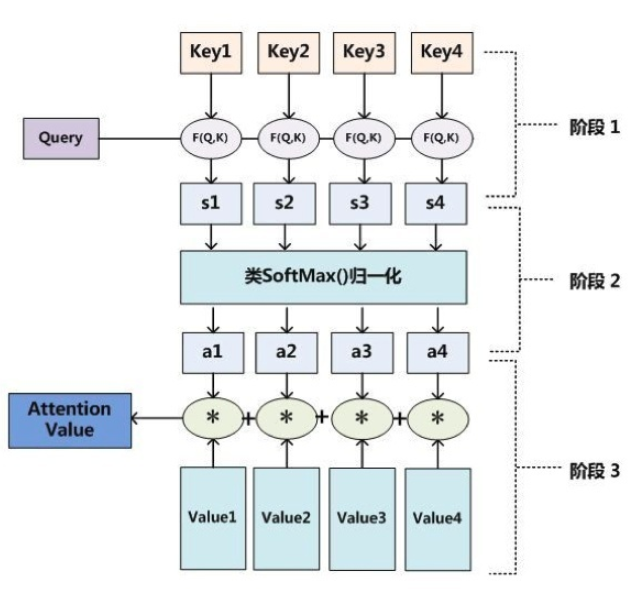 Key1 Key2 Key3 Key4
阶段 1
Query F(Q,K) F(Q,K) F(Q,K) F(Q,K)
s1 s2 s3 s4
类SoftMax()归一化
阶段 2
a1 a2 a3 a4
Attention
Value
* + * + * + *
阶段 3
Value1 Value2 Value3 Value4